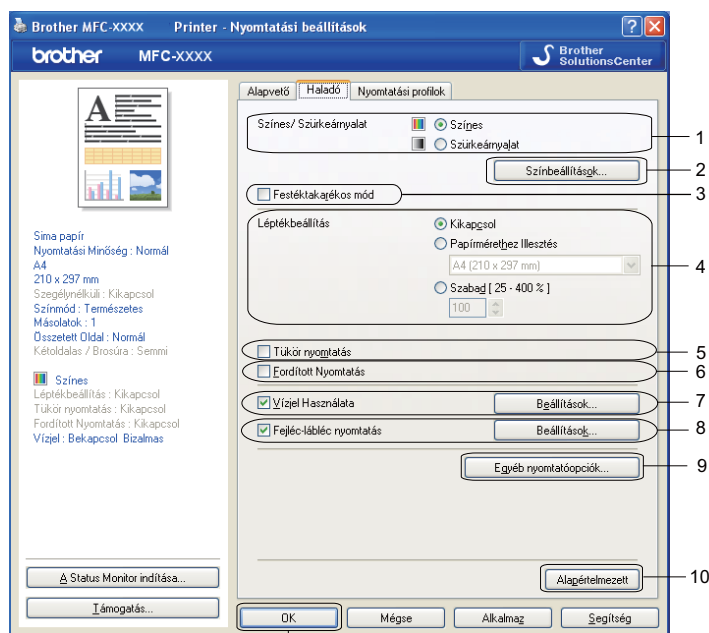 Brother MFC-XXXX Printer - Nyomtatási beállítások
brother MFC-XXXX
Brother
SolutionsCenter
A
Sima papír
Nyomtatási Minőség : Normál
A4
210 x 297 mm
Szegélynélküli : Kikapcsol
Színmód : Természetes
Másolatok : 1
Összetett Oldal : Normál
Kétoldalas / Brosúra : Semmi
Színes
Léptékbeállítás : Kikapcsol
Tükör nyomtatás : Kikapcsol
Fordított Nyomtatás : Kikapcsol
Vízjel : Bekapcsol Bizalmas
A Status Monitor indítása...
Támogatás...
Alapvető Haladó Nyomtatási profilok
Színes/ Szürkeárnyalat Színes
Szürkeárnyalat
1
Színbeállítások...
2
Festéktakarékos mód
3
Léptékbeállítás Kikapcsol
Papírmérethez Illesztés
A4 (210 x 297 mm)
Szabad [ 25 - 400 % ]
100
4
Tükör nyomtatás
5
Fordított Nyomtatás
6
Vízjel Használata Beállítások...
7
Fejléc-lábléc nyomtatás Beállítások...
8
Egyéb nyomtatóopciók...
9
Alapértelmezett
10
OK Mégse Alkalmaz Segítség